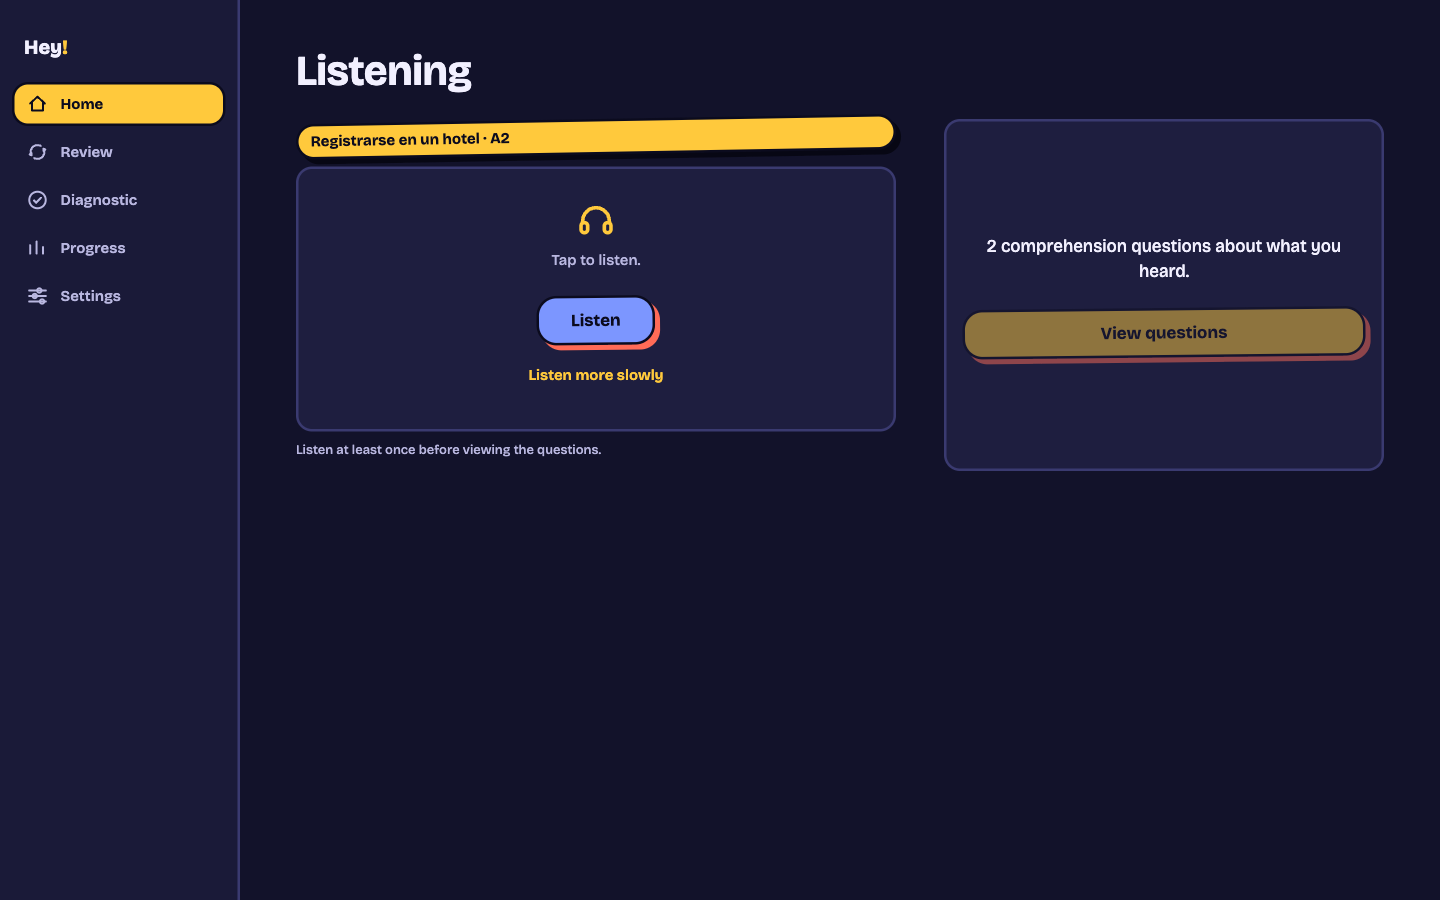 Hey!
Home
Review
Diagnostic
Progress
Settings
Listening
Registrarse en un hotel · A2
Tap to listen.
Listen
Listen more slowly
Listen at least once before viewing the questions.
2 comprehension questions about what you
heard.
View questions